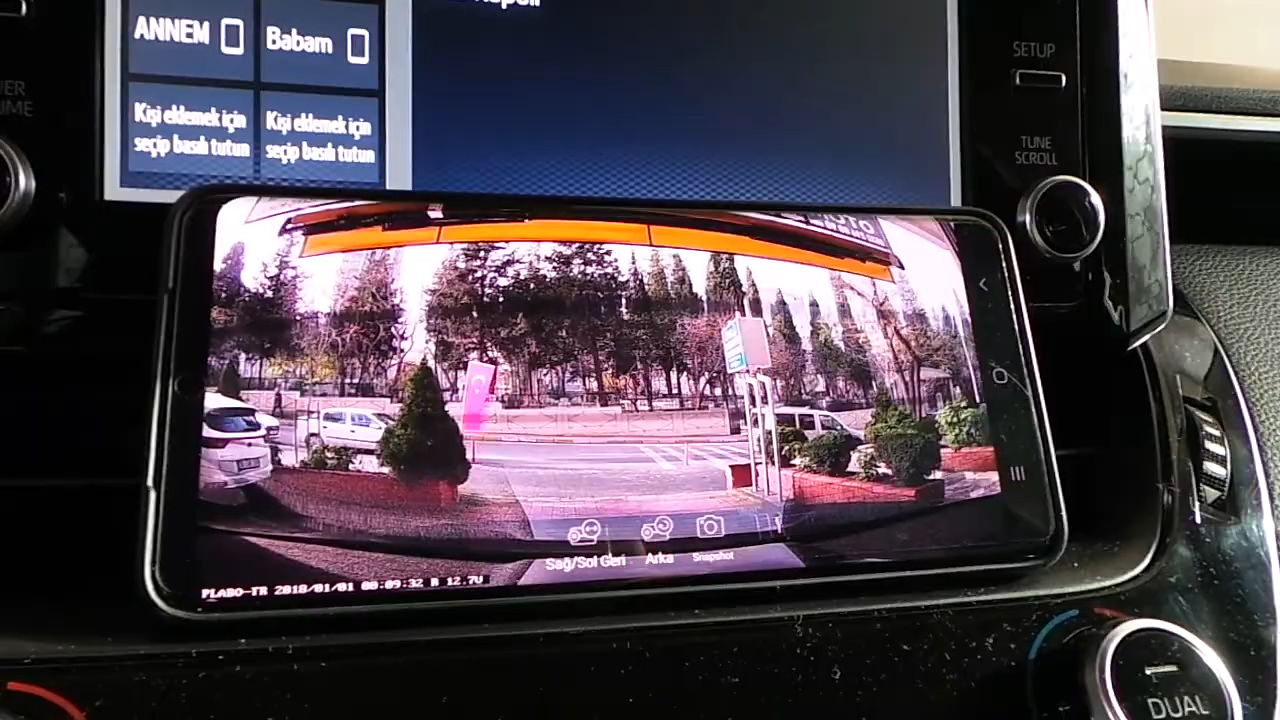 ANNEM
Babam
Kişi eklemek için
seçip basılı tutun
Kişi eklemek için
seçip basılı tutun
SETUP
TUNE
SCROLL
Sağ/Sol Geri
Arka
Snapshot
PLABO-TR 2018/01/01 00:09:32 R 12.7V
DUAL